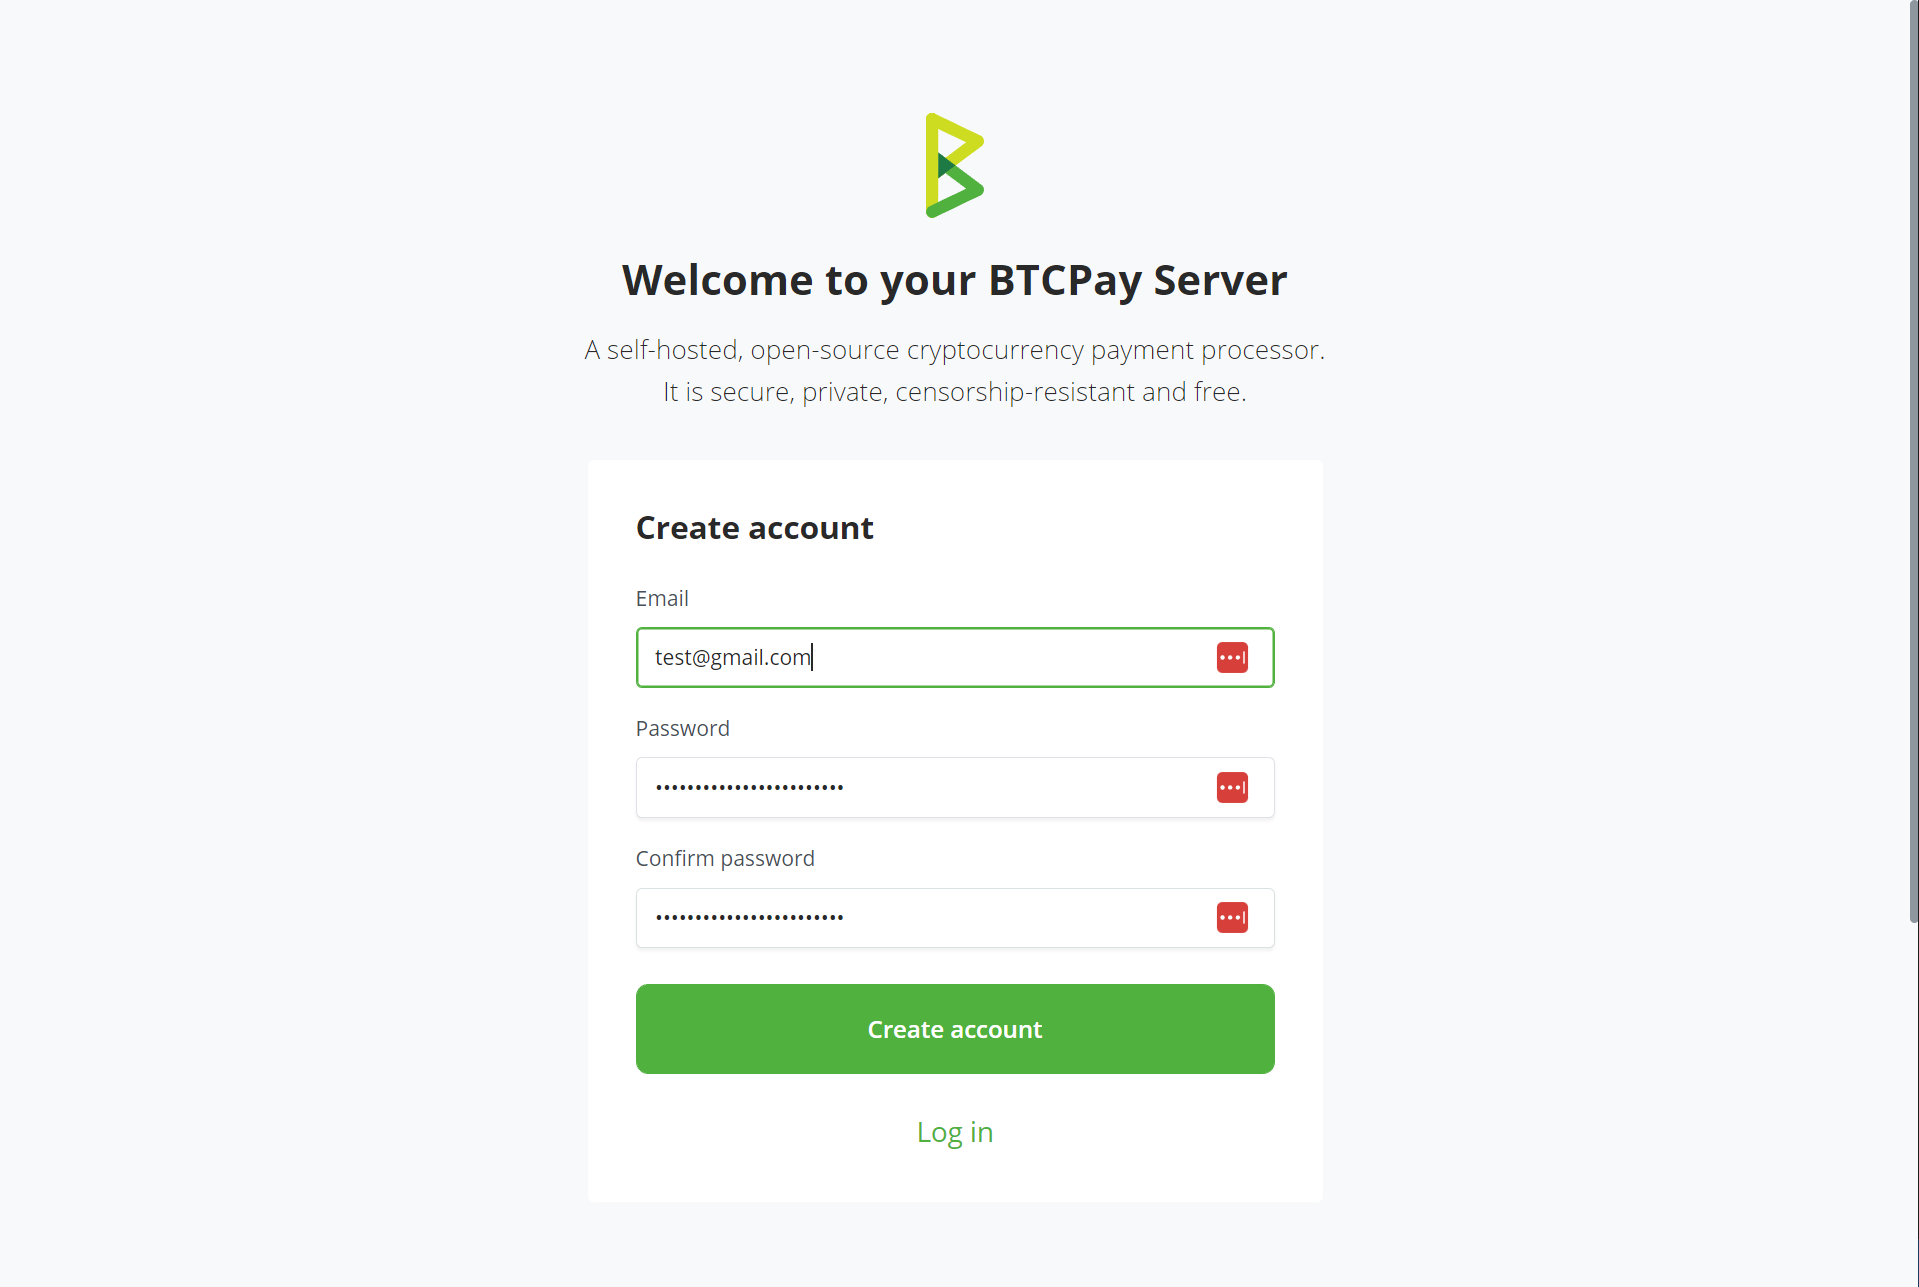 Welcome to your BTCPay Server
A self-hosted, open-source cryptocurrency payment processor.
It is secure, private, censorship-resistant and free.
Create account
Email
test@gmail.com
Password
••••••••••••••••••••••••
Confirm password
••••••••••••••••••••••••
Create account
Log in